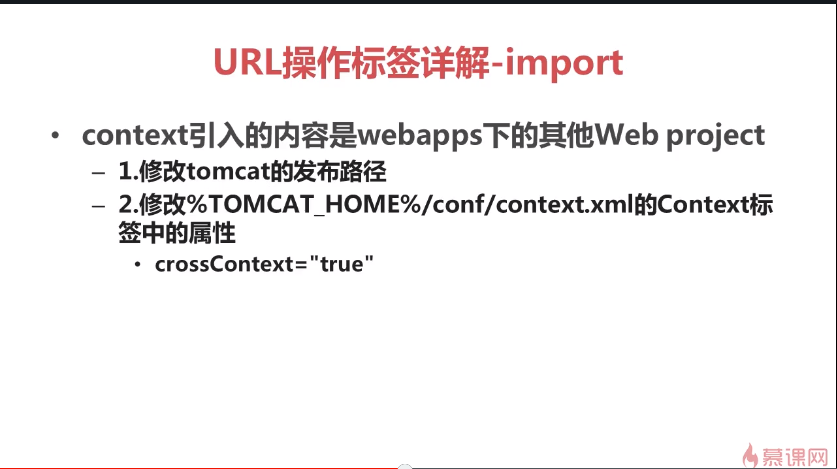 URL操作标签详解-import
• context引入的内容是webapps下的其他Web project
– 1.修改tomcat的发布路径
– 2.修改%TOMCAT_HOME%/conf/context.xml的Context标
签中的属性
• crossContext="true"
慕课网